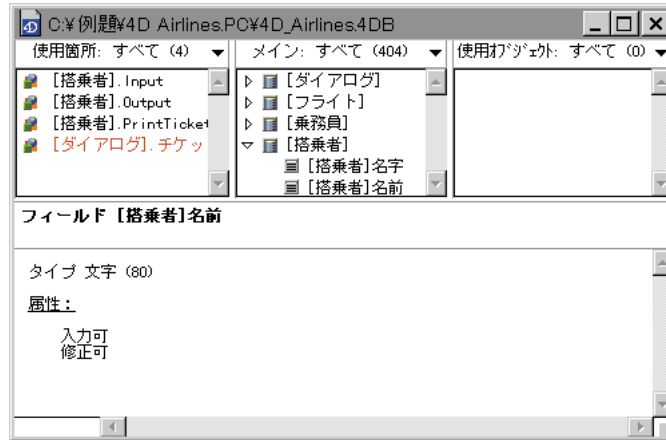 C:¥例題¥4D Airlines.PC¥4D_Airlines.4DB
使用箇所: すべて (4)
メイン: すべて (404)
使用ｵﾌﾞｼﾞｪｸﾄ: すべて (0)
[搭乗者].Input
[搭乗者].Output
[搭乗者].PrintTicket
[ダイアログ].チケッ
[ダイアログ]
[フライト]
[乗務員]
[搭乗者]
[搭乗者]名字
[搭乗者]名前
フィールド [搭乗者]名前
タイプ 文字 (80)
属性:
入力可
修正可